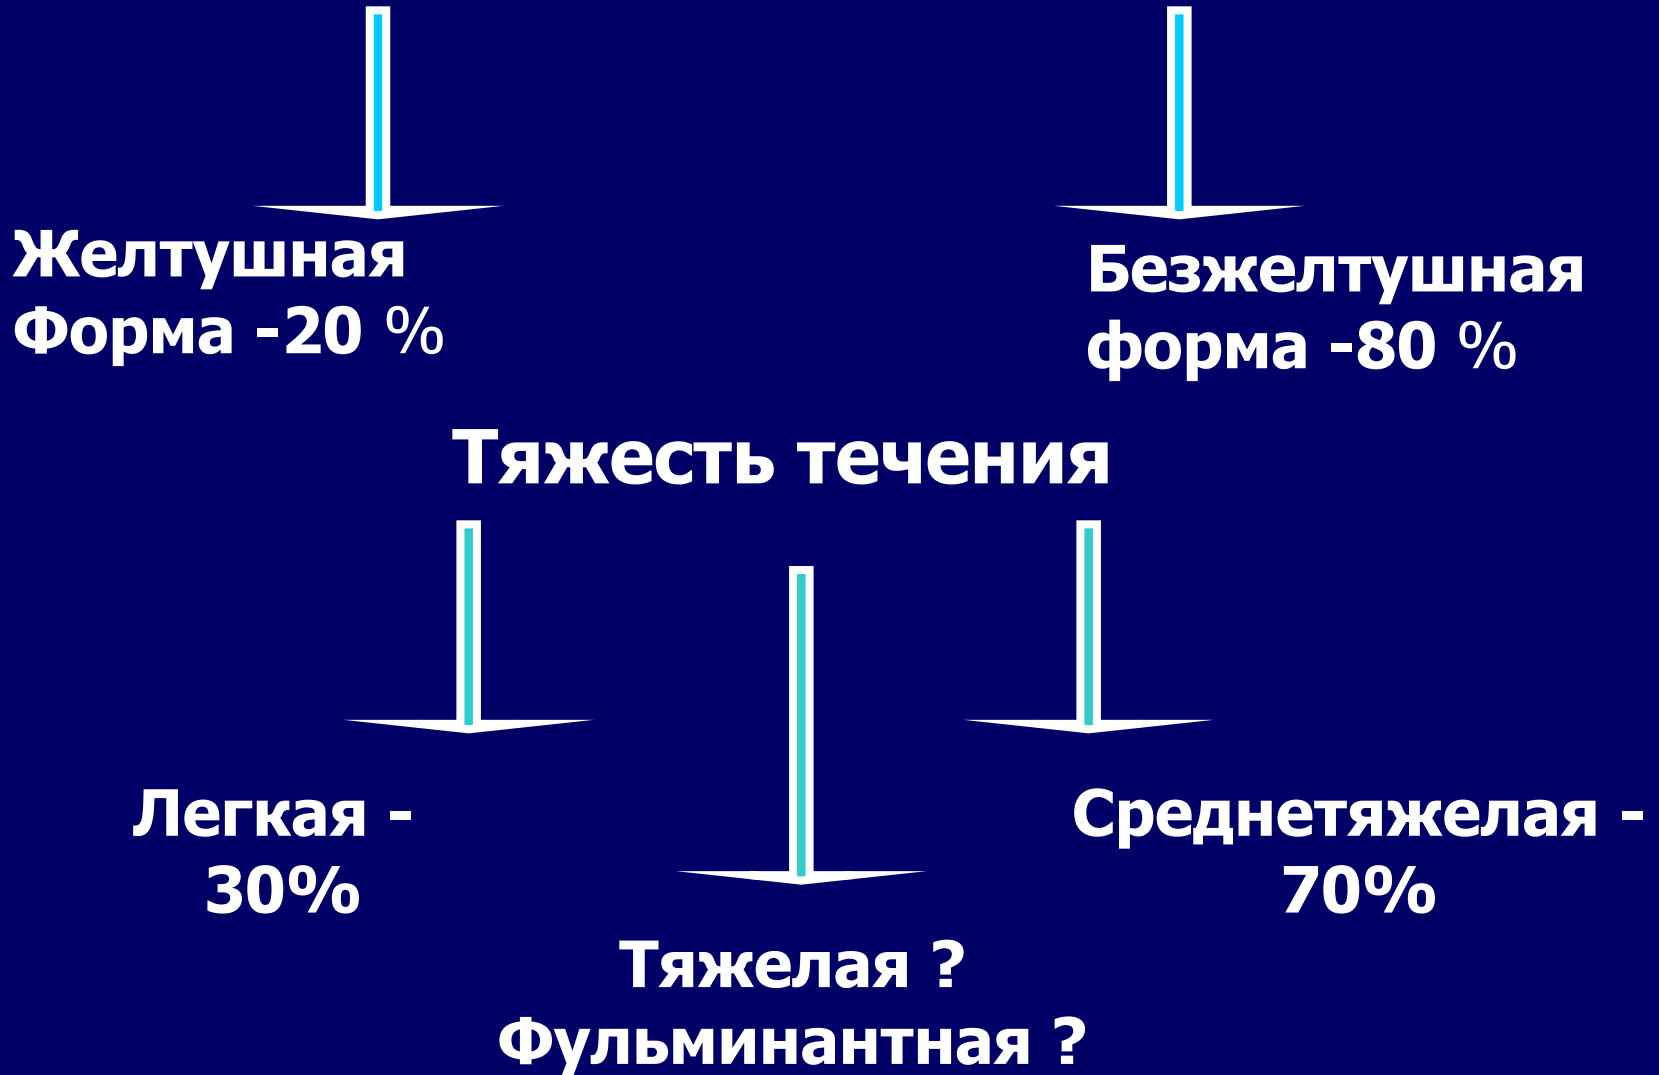 Желтушная
Форма -20 %
Безжелтушная
форма -80 %
Тяжесть течения
Легкая -
30%
Среднетяжелая -
70%
Тяжелая ?
Фульминантная ?